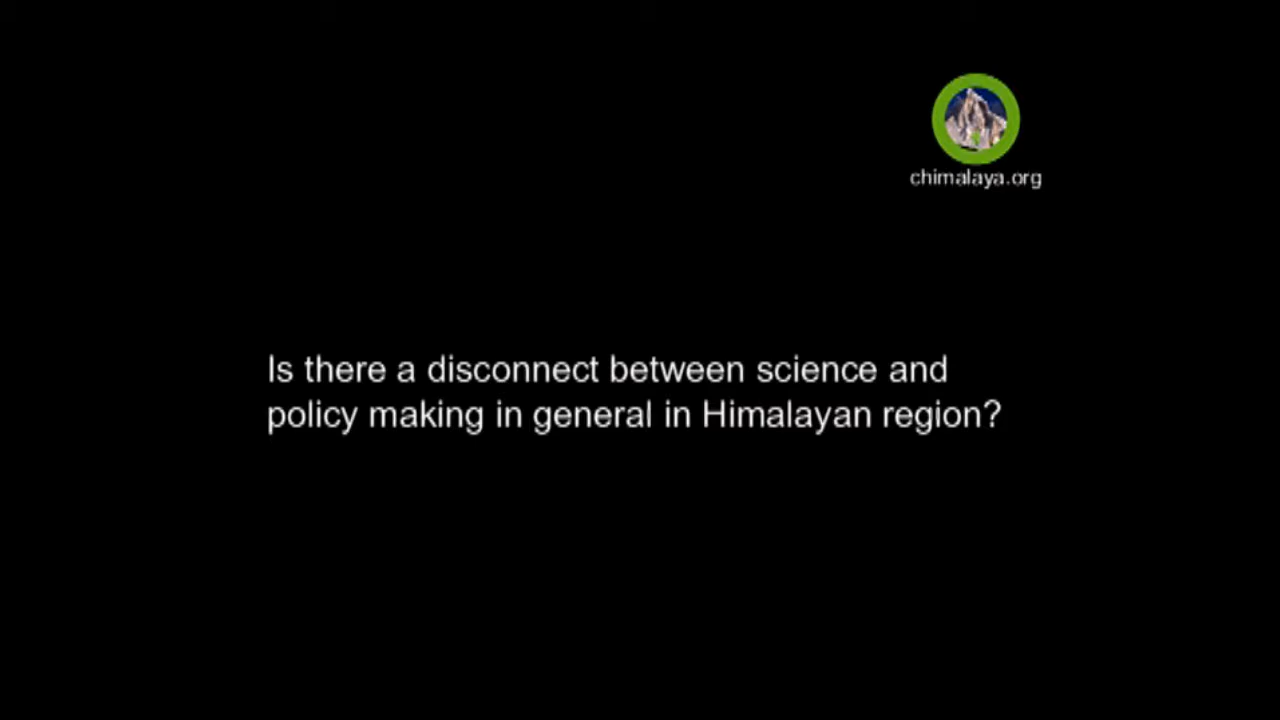 chimalaya.org
Is there a disconnect between science and
policy making in general in Himalayan region?